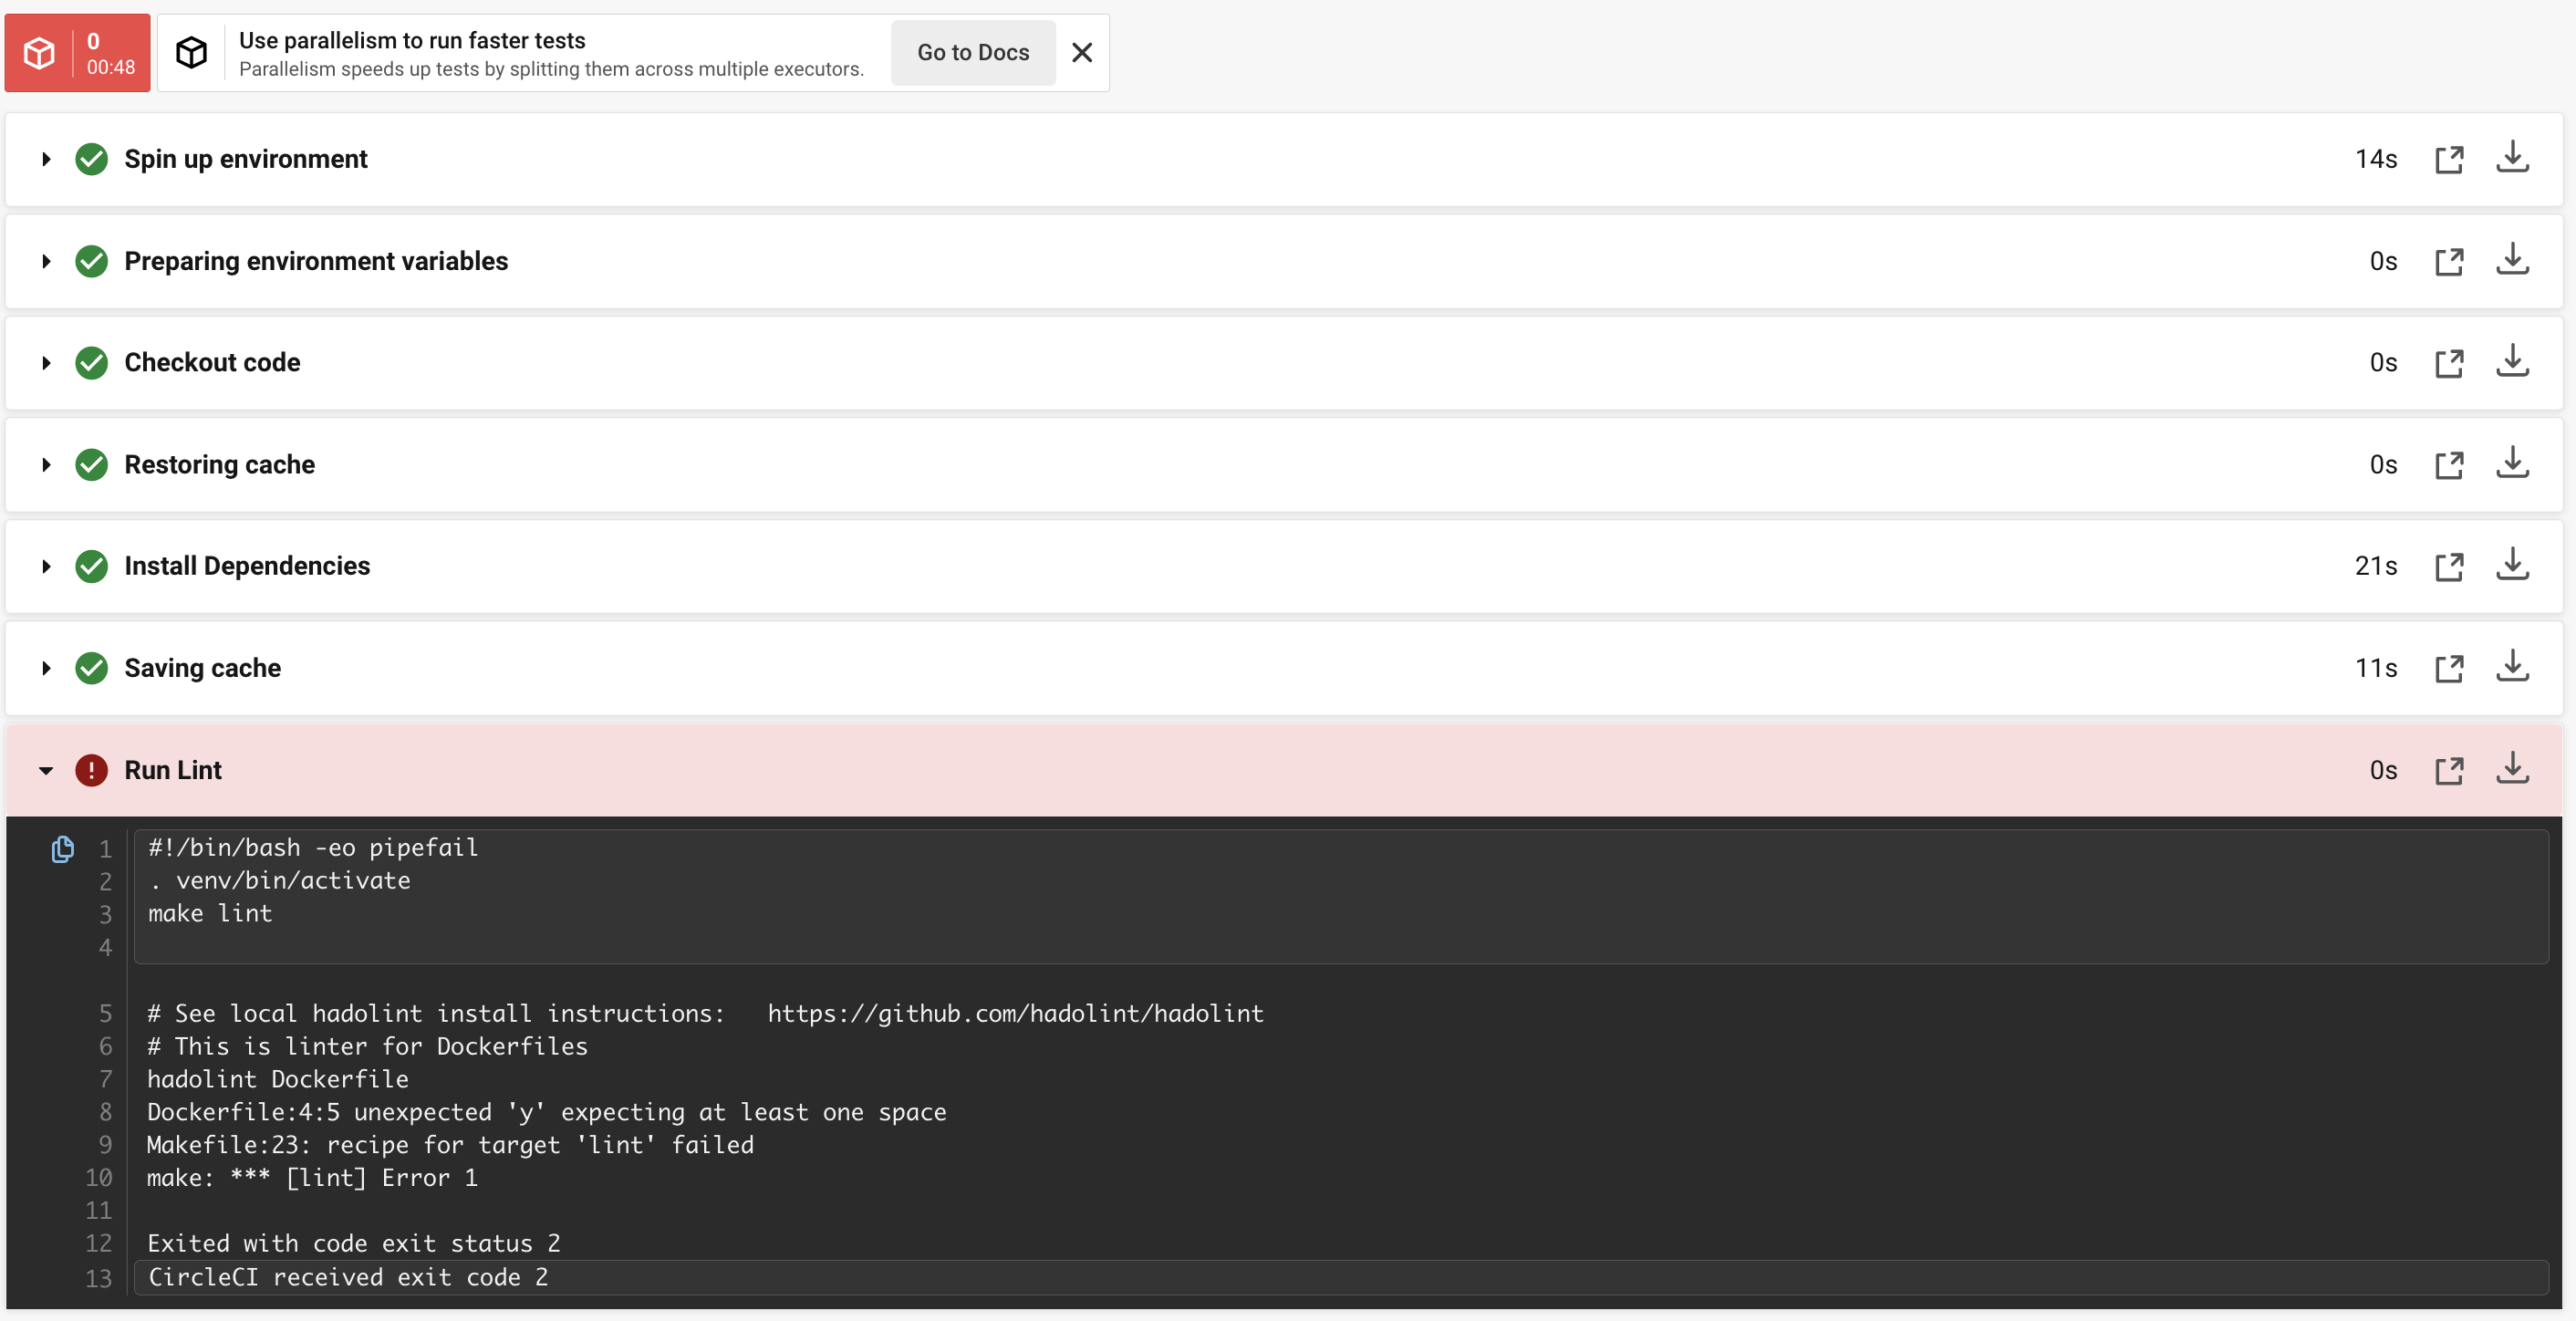 0
00:48
Use parallelism to run faster tests
Parallelism speeds up tests by splitting them across multiple executors.
Go to Docs
Spin up environment 14s
Preparing environment variables 0s
Checkout code 0s
Restoring cache 0s
Install Dependencies 21s
Saving cache 11s
Run Lint 0s
1 #!/bin/bash -eo pipefail
2 . venv/bin/activate
3 make lint
4
5 # See local hadolint install instructions:   https://github.com/hadolint/hadolint
6 # This is linter for Dockerfiles
7 hadolint Dockerfile
8 Dockerfile:4:5 unexpected 'y' expecting at least one space
9 Makefile:23: recipe for target 'lint' failed
10 make: *** [lint] Error 1
11
12 Exited with code exit status 2
13 CircleCI received exit code 2